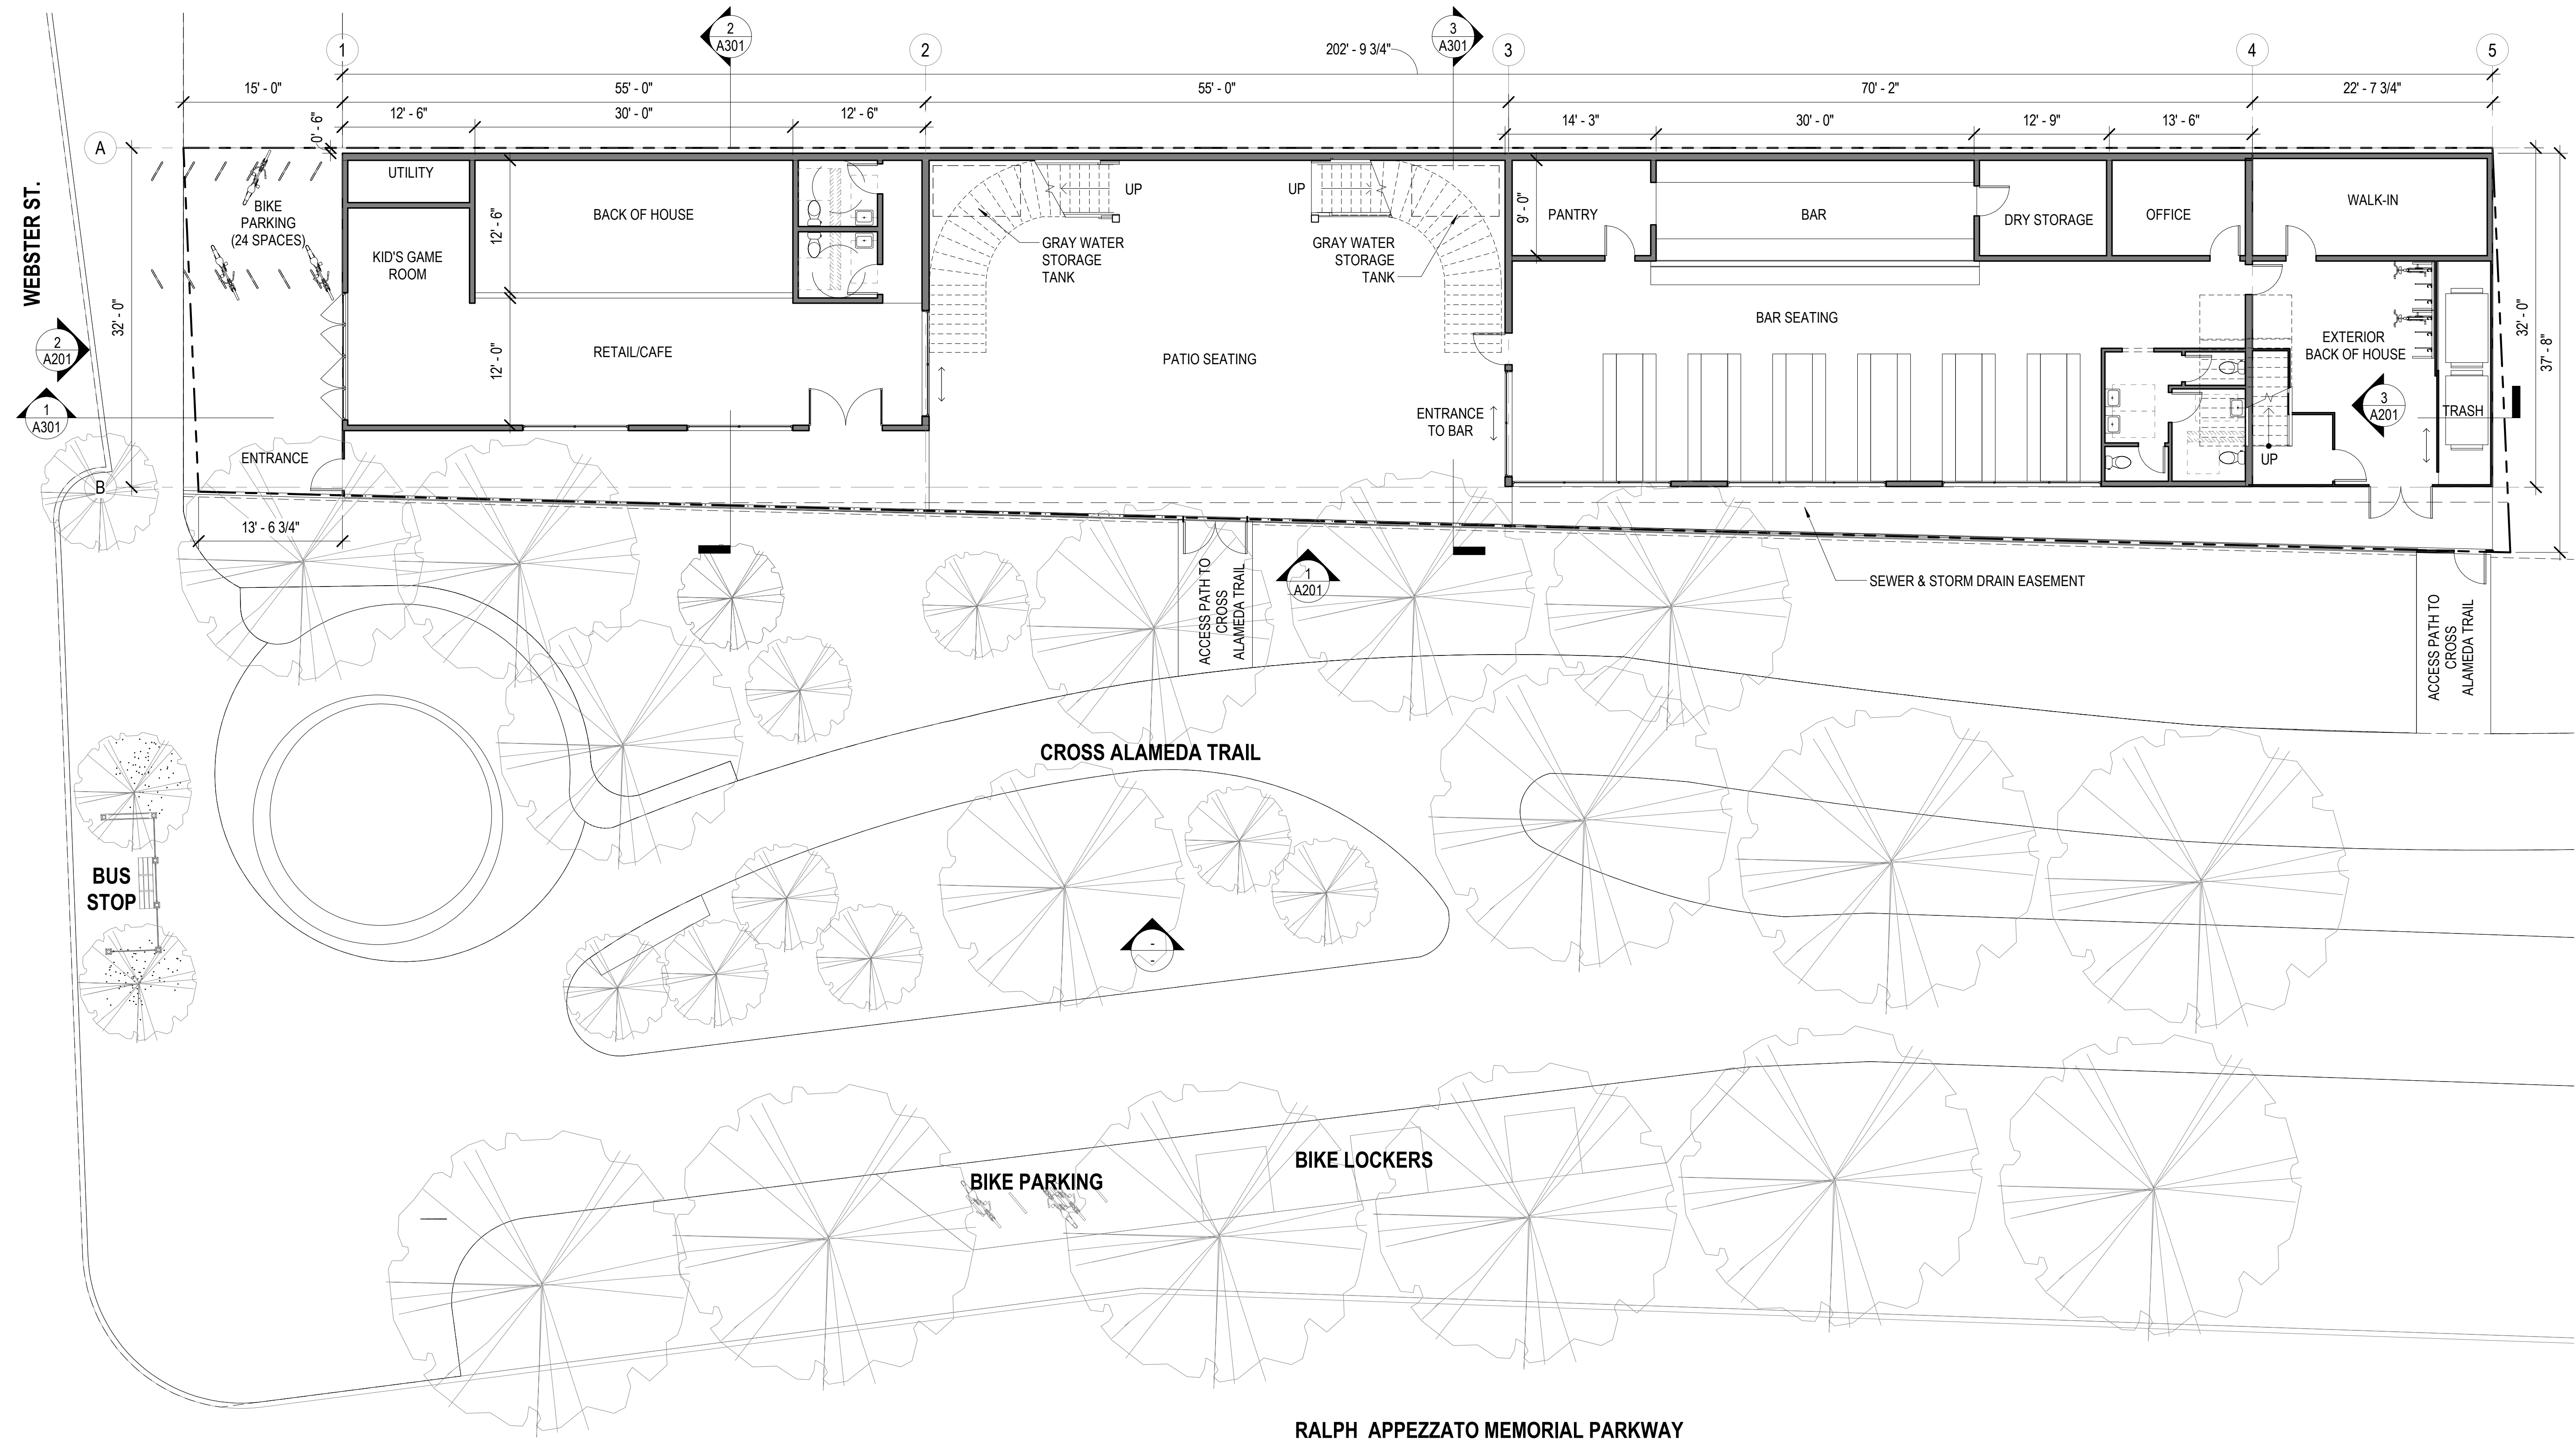 2
A301
3
A301
1
2
3
4
5
202' - 9 3/4"
15' - 0"
55' - 0"
55' - 0"
70' - 2"
22' - 7 3/4"
12' - 6"
30' - 0"
12' - 6"
14' - 3"
30' - 0"
12' - 9"
13' - 6"
0' - 6"
A
WEBSTER ST.
32' - 0"
BIKE
PARKING
(24 SPACES)
UTILITY
KID'S GAME
ROOM
12' - 6"
BACK OF HOUSE
12' - 0"
RETAIL/CAFE
UP
UP
GRAY WATER
STORAGE
TANK
GRAY WATER
STORAGE
TANK
PATIO SEATING
9' - 0"
PANTRY
BAR
DRY STORAGE
OFFICE
WALK-IN
BAR SEATING
EXTERIOR
BACK OF HOUSE
32' - 0"
37' - 8"
2
A201
1
A301
3
A201
TRASH
ENTRANCE
TO BAR
ENTRANCE
UP
B
13' - 6 3/4"
ACCESS PATH TO
CROSS
ALAMEDA TRAIL
1
A201
SEWER & STORM DRAIN EASEMENT
ACCESS PATH TO
CROSS
ALAMEDA TRAIL
CROSS ALAMEDA TRAIL
BUS
STOP
-
-
BIKE PARKING
BIKE LOCKERS
RALPH APPEZZATO MEMORIAL PARKWAY